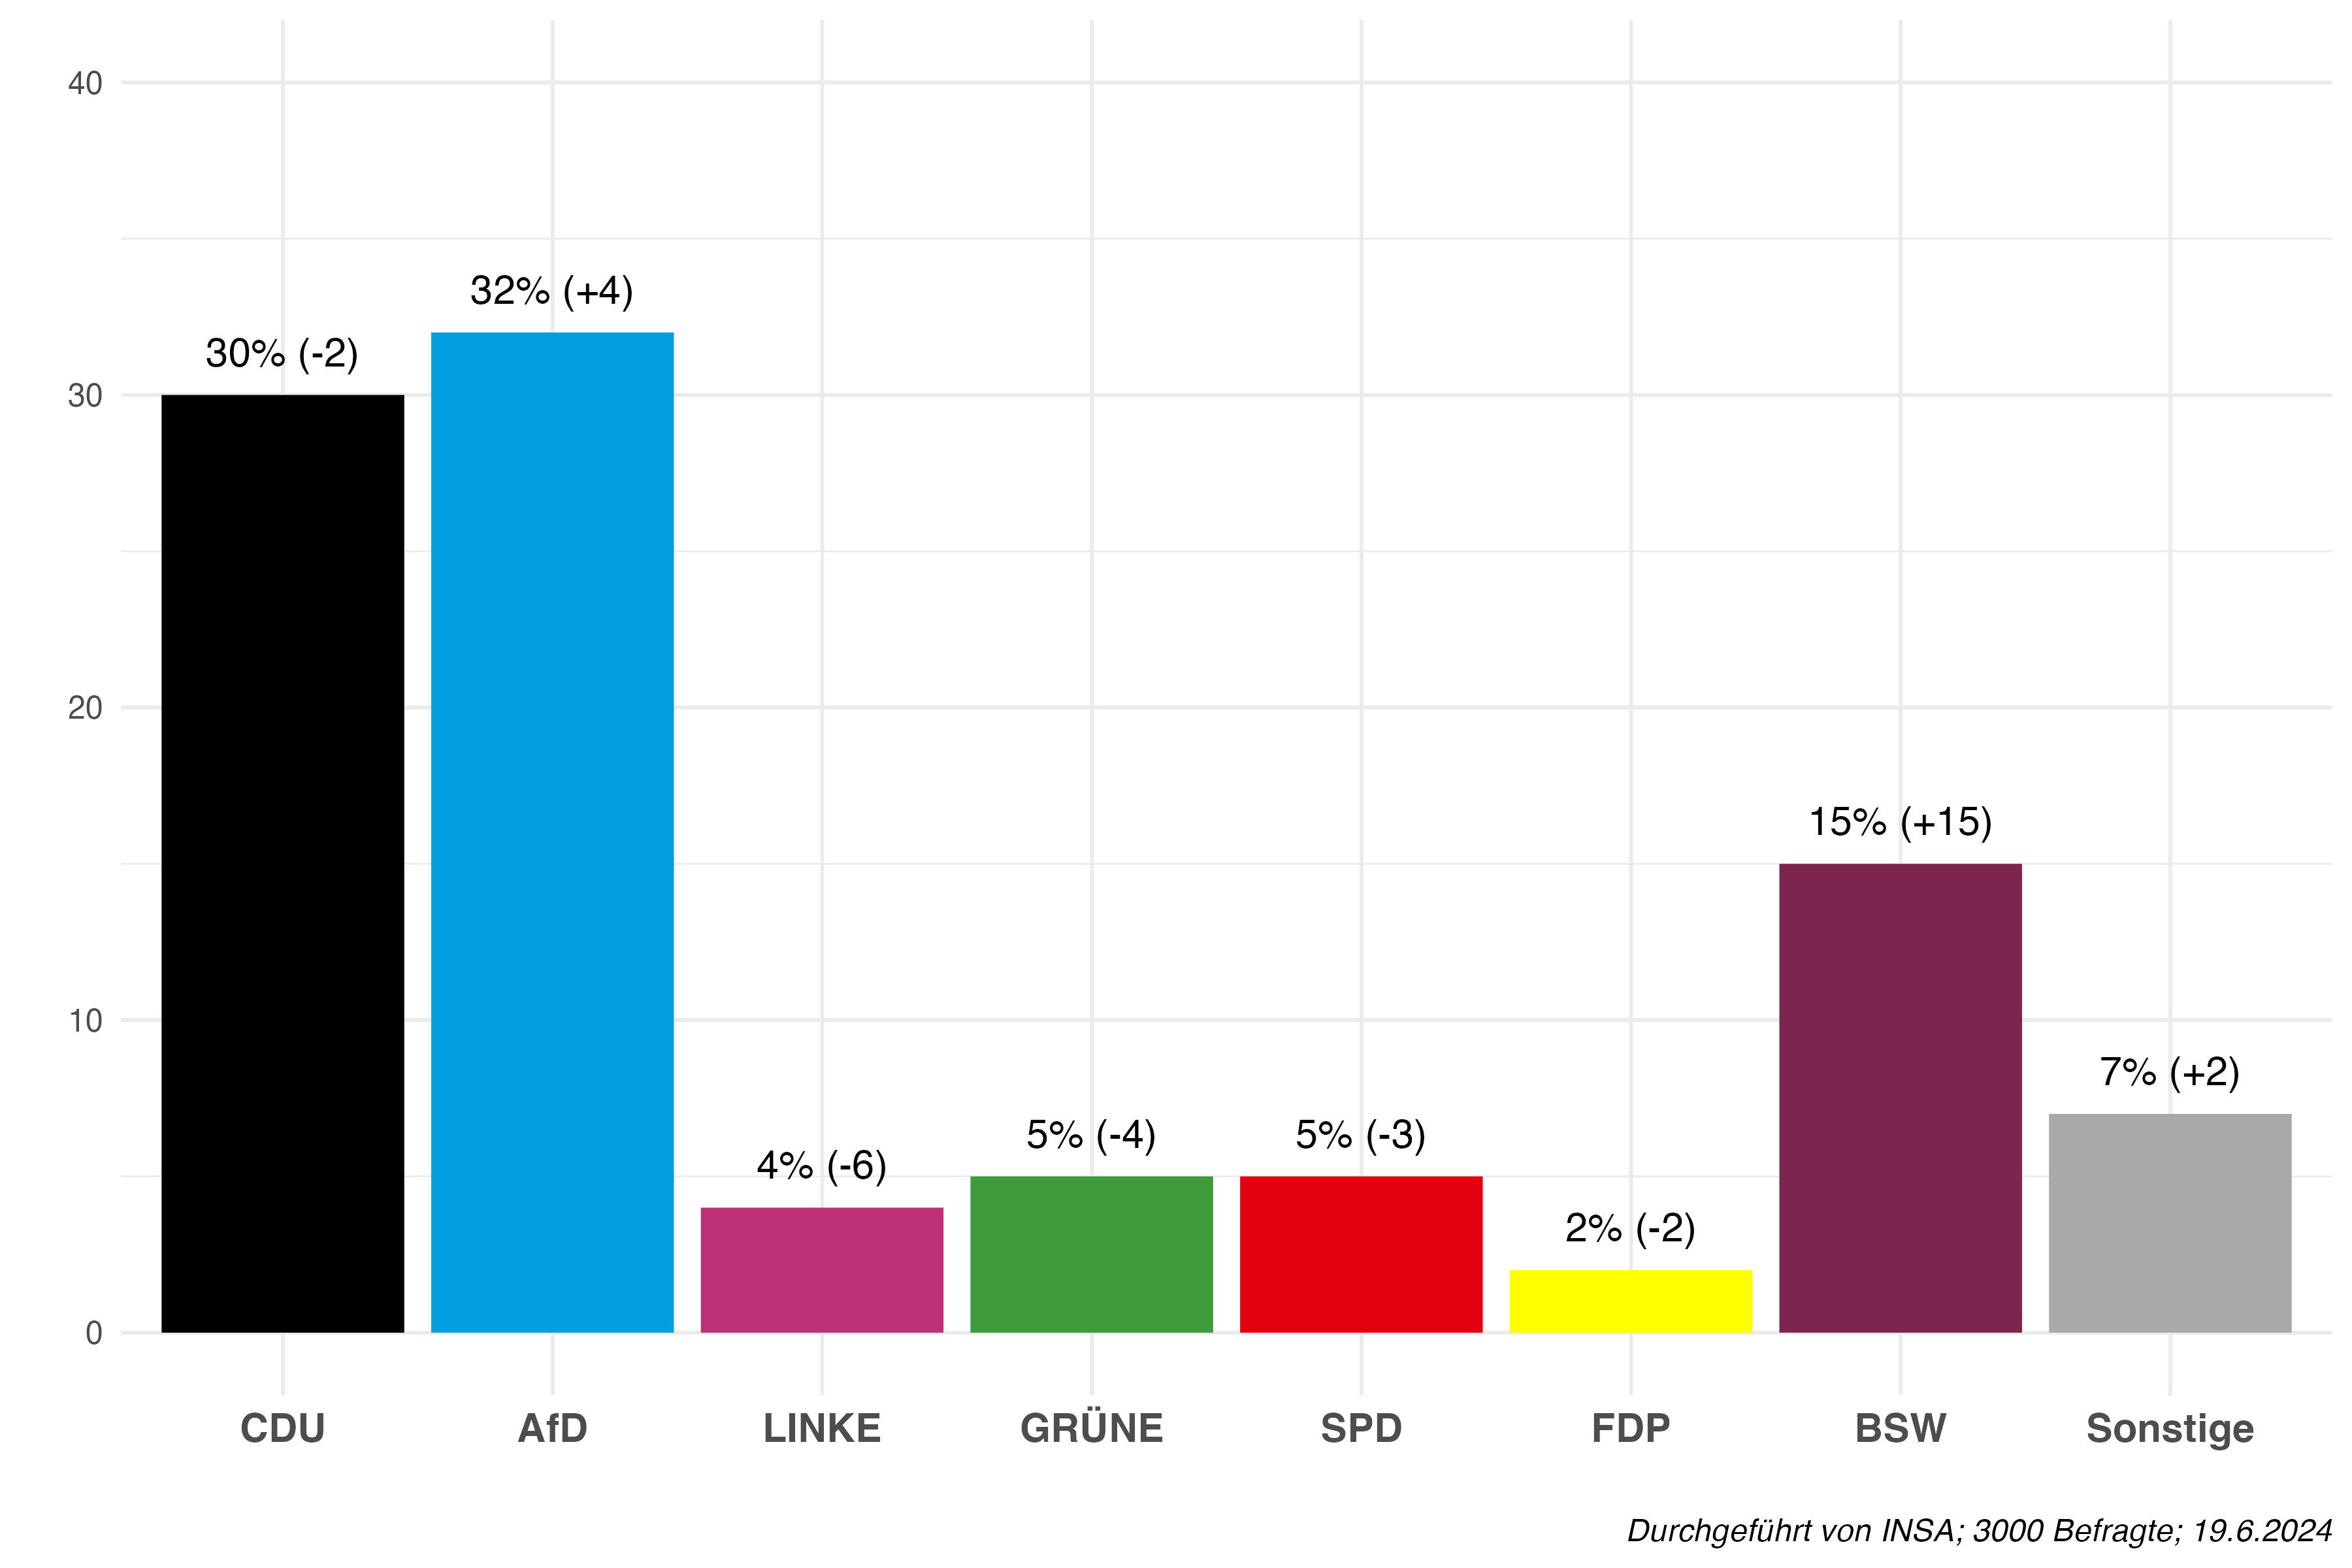 40
30
20
10
0
30% (-2)
32% (+4)
4% (-6)
5% (-4)
5% (-3)
2% (-2)
15% (+15)
7% (+2)
CDU
AfD
LINKE
GRÜNE
SPD
FDP
BSW
Sonstige
Durchgeführt von INSA; 3000 Befragte; 19.6.2024